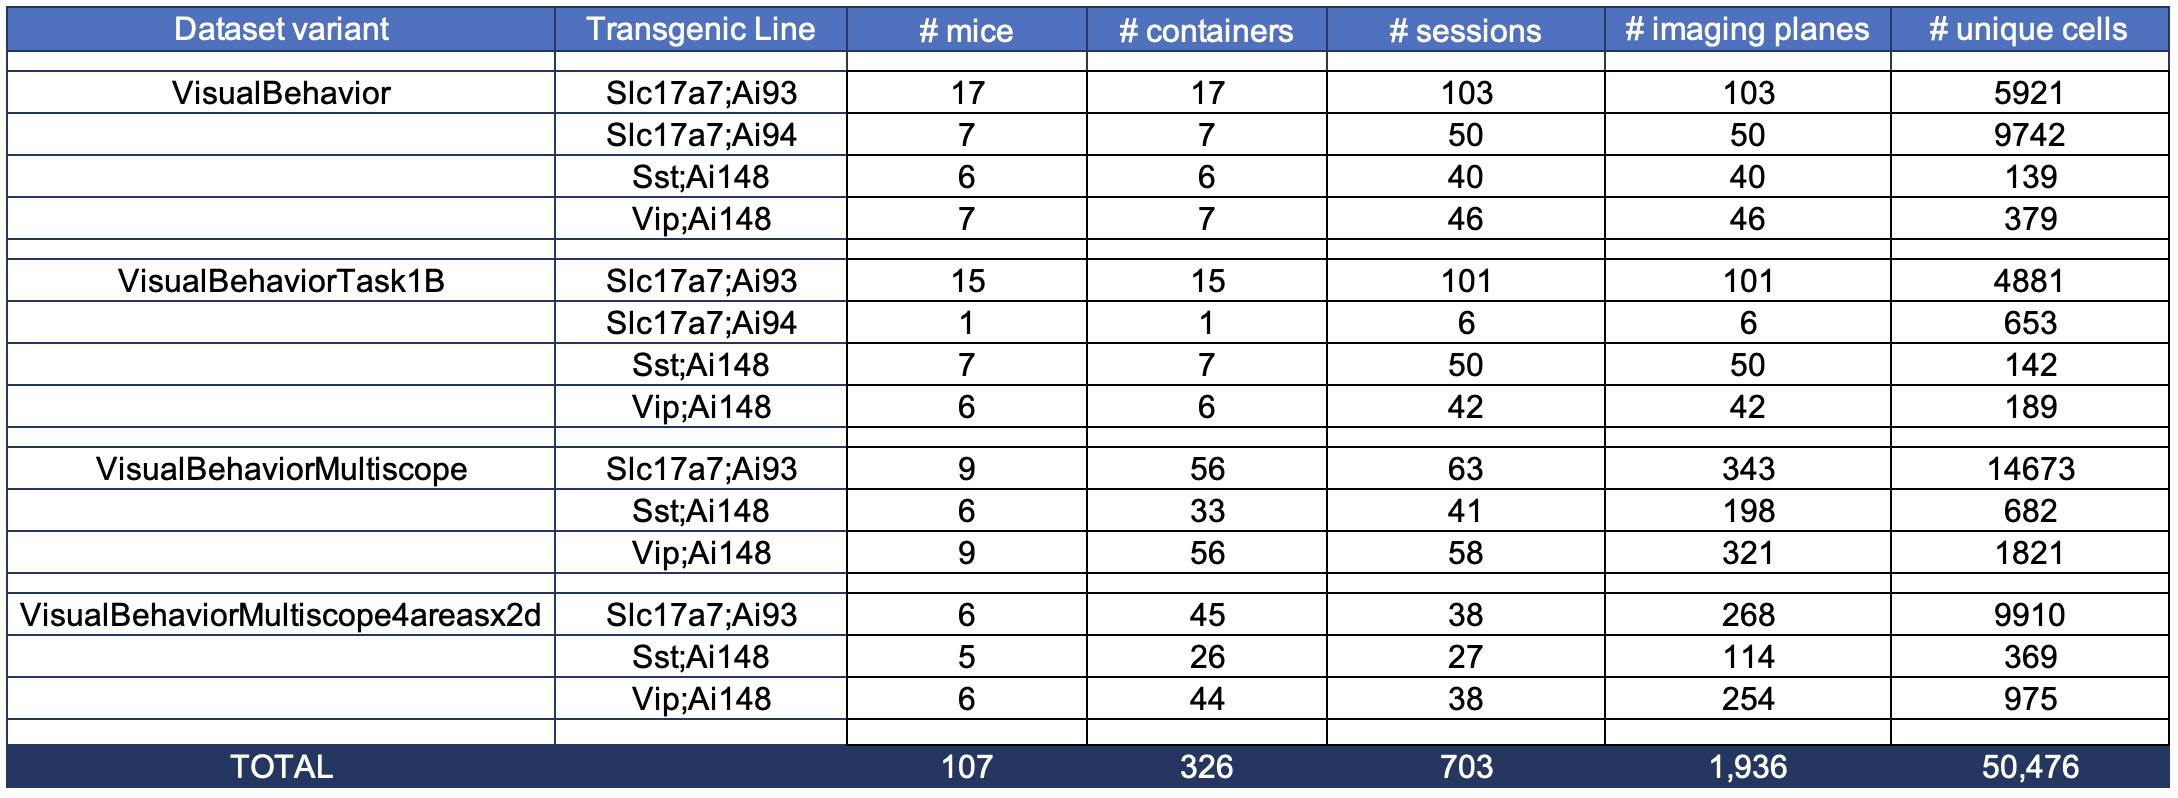 Dataset variant Transgenic Line # mice # containers # sessions # imaging planes # unique cells
VisualBehavior Slc17a7;Ai93 17 17 103 103 5921
Slc17a7;Ai94 7 7 50 50 9742
Sst;Ai148 6 6 40 40 139
Vip;Ai148 7 7 46 46 379
VisualBehaviorTask1B Slc17a7;Ai93 15 15 101 101 4881
Slc17a7;Ai94 1 1 6 6 653
Sst;Ai148 7 7 50 50 142
Vip;Ai148 6 6 42 42 189
VisualBehaviorMultiscope Slc17a7;Ai93 9 56 63 343 14673
Sst;Ai148 6 33 41 198 682
Vip;Ai148 9 56 58 321 1821
VisualBehaviorMultiscope4areasx2d Slc17a7;Ai93 6 45 38 268 9910
Sst;Ai148 5 26 27 114 369
Vip;Ai148 6 44 38 254 975
TOTAL 107 326 703 1,936 50,476